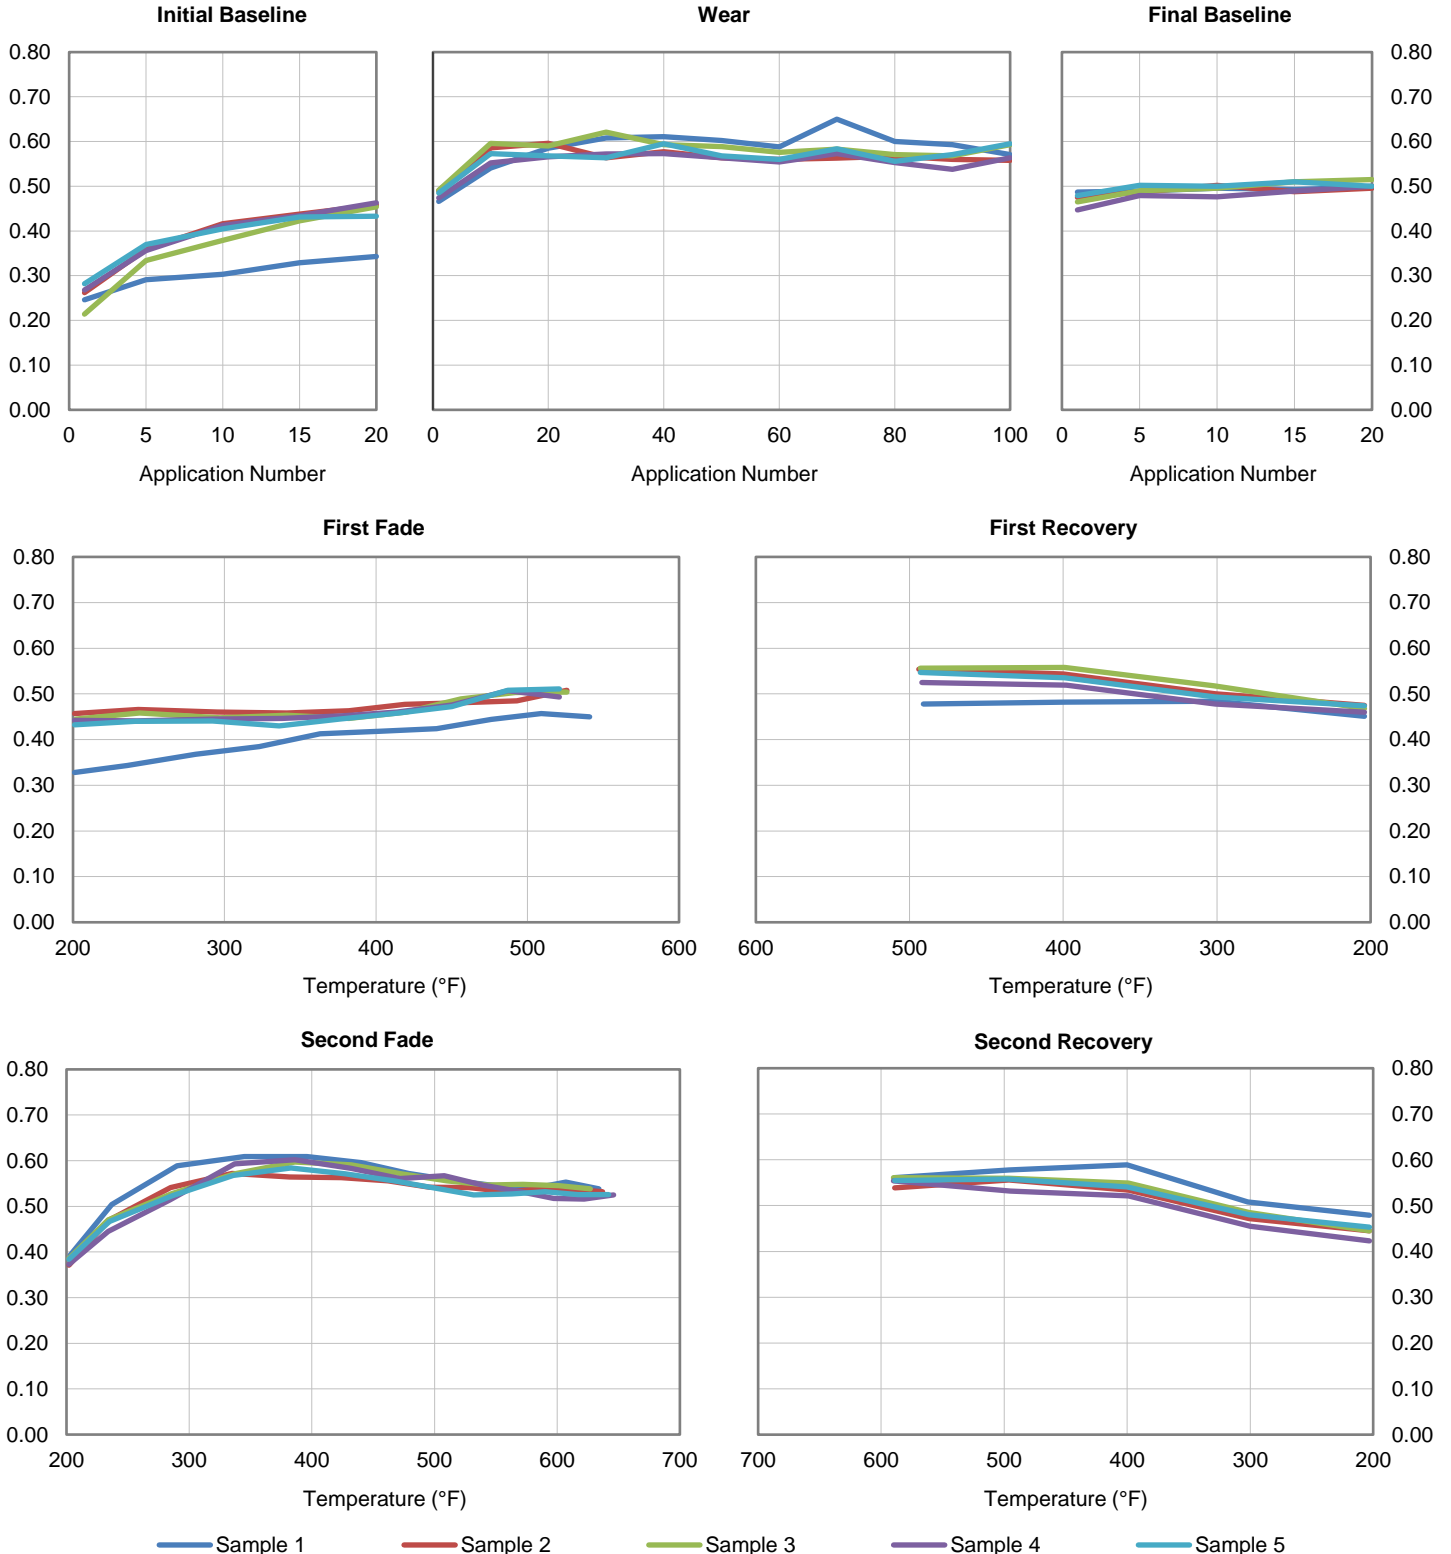 Initial Baseline Wear Final Baseline
0.80 0.80
0.70 0.70
0.60 0.60
0.50 0.50
0.40 0.40
0.30 0.30
0.20 0.20
0.10 0.10
0.00 0.00
0 5 10 15 20 0 20 40 60 80 100 0 5 10 15 20
Application Number Application Number Application Number
First Fade First Recovery
0.80 0.80
0.70 0.70
0.60 0.60
0.50 0.50
0.40 0.40
0.30 0.30
0.20 0.20
0.10 0.10
0.00 0.00
200 300 400 500 600 600 500 400 300 200
Temperature (°F) Temperature (°F)
Second Fade Second Recovery
0.80 0.80
0.70 0.70
0.60 0.60
0.50 0.50
0.40 0.40
0.30 0.30
0.20 0.20
0.10 0.10
0.00 0.00
200 300 400 500 600 700 700 600 500 400 300 200
Temperature (°F) Temperature (°F)
Sample 1 Sample 2 Sample 3 Sample 4 Sample 5